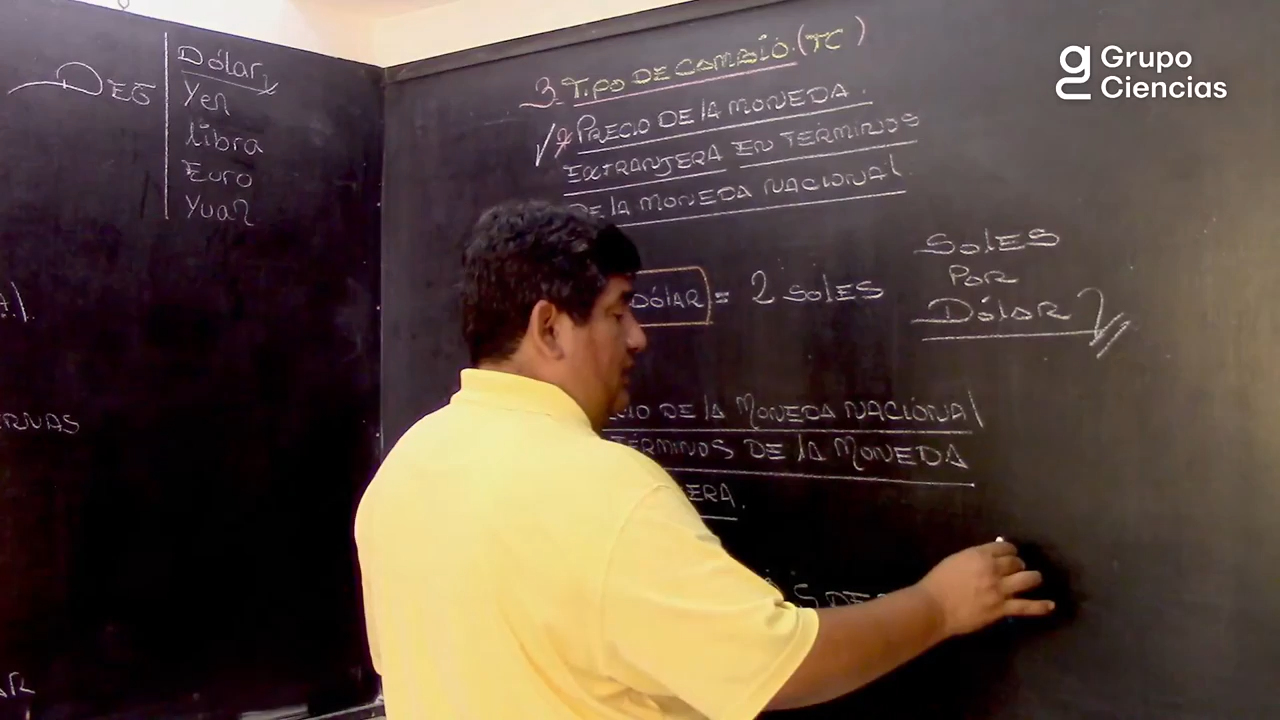 Grupo
Ciencias
DEG
Dólar
Yen
Libra
Euro
Yuan
3. TIPO DE CAMBIO (TC)
* PRECIO DE LA MONEDA
EXTRANJERA EN TÉRMINOS
DE LA MONEDA NACIONAL.
DÓLAR = 2 SOLES
SOLES
POR
DÓLAR
DE LA MONEDA NACIONAL
TÉRMINOS DE LA MONEDA